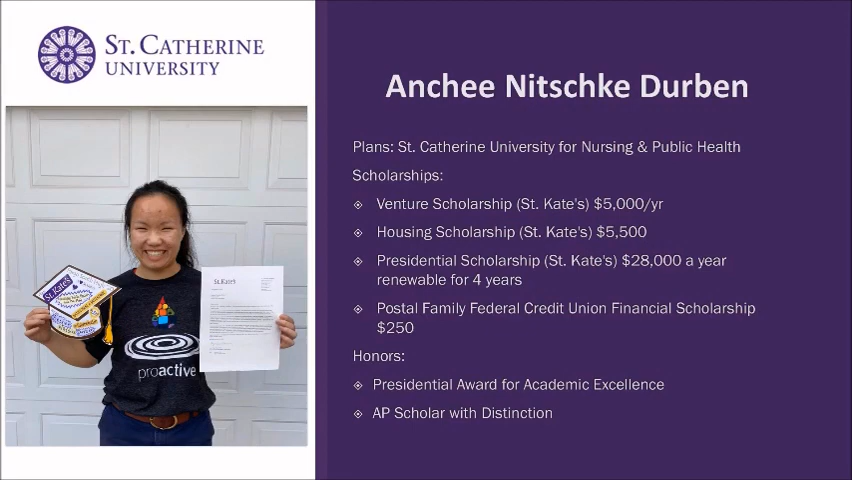 ST. CATHERINE
UNIVERSITY
Anchee Nitschke Durben
Plans: St. Catherine University for Nursing & Public Health
Scholarships:
Venture Scholarship (St. Kate's) $5,000/yr
Housing Scholarship (St. Kate's) $5,500
Presidential Scholarship (St. Kate's) $28,000 a year
renewable for 4 years
Postal Family Federal Credit Union Financial Scholarship
$250
Honors:
Presidential Award for Academic Excellence
AP Scholar with Distinction
St. Kate's
St. Kate's
proactive